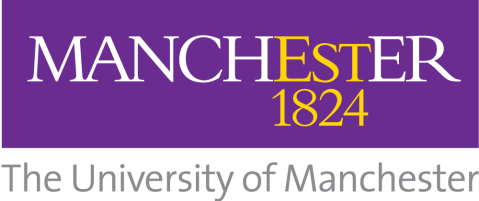 MANCHEsTER
1824
The University of Manchester